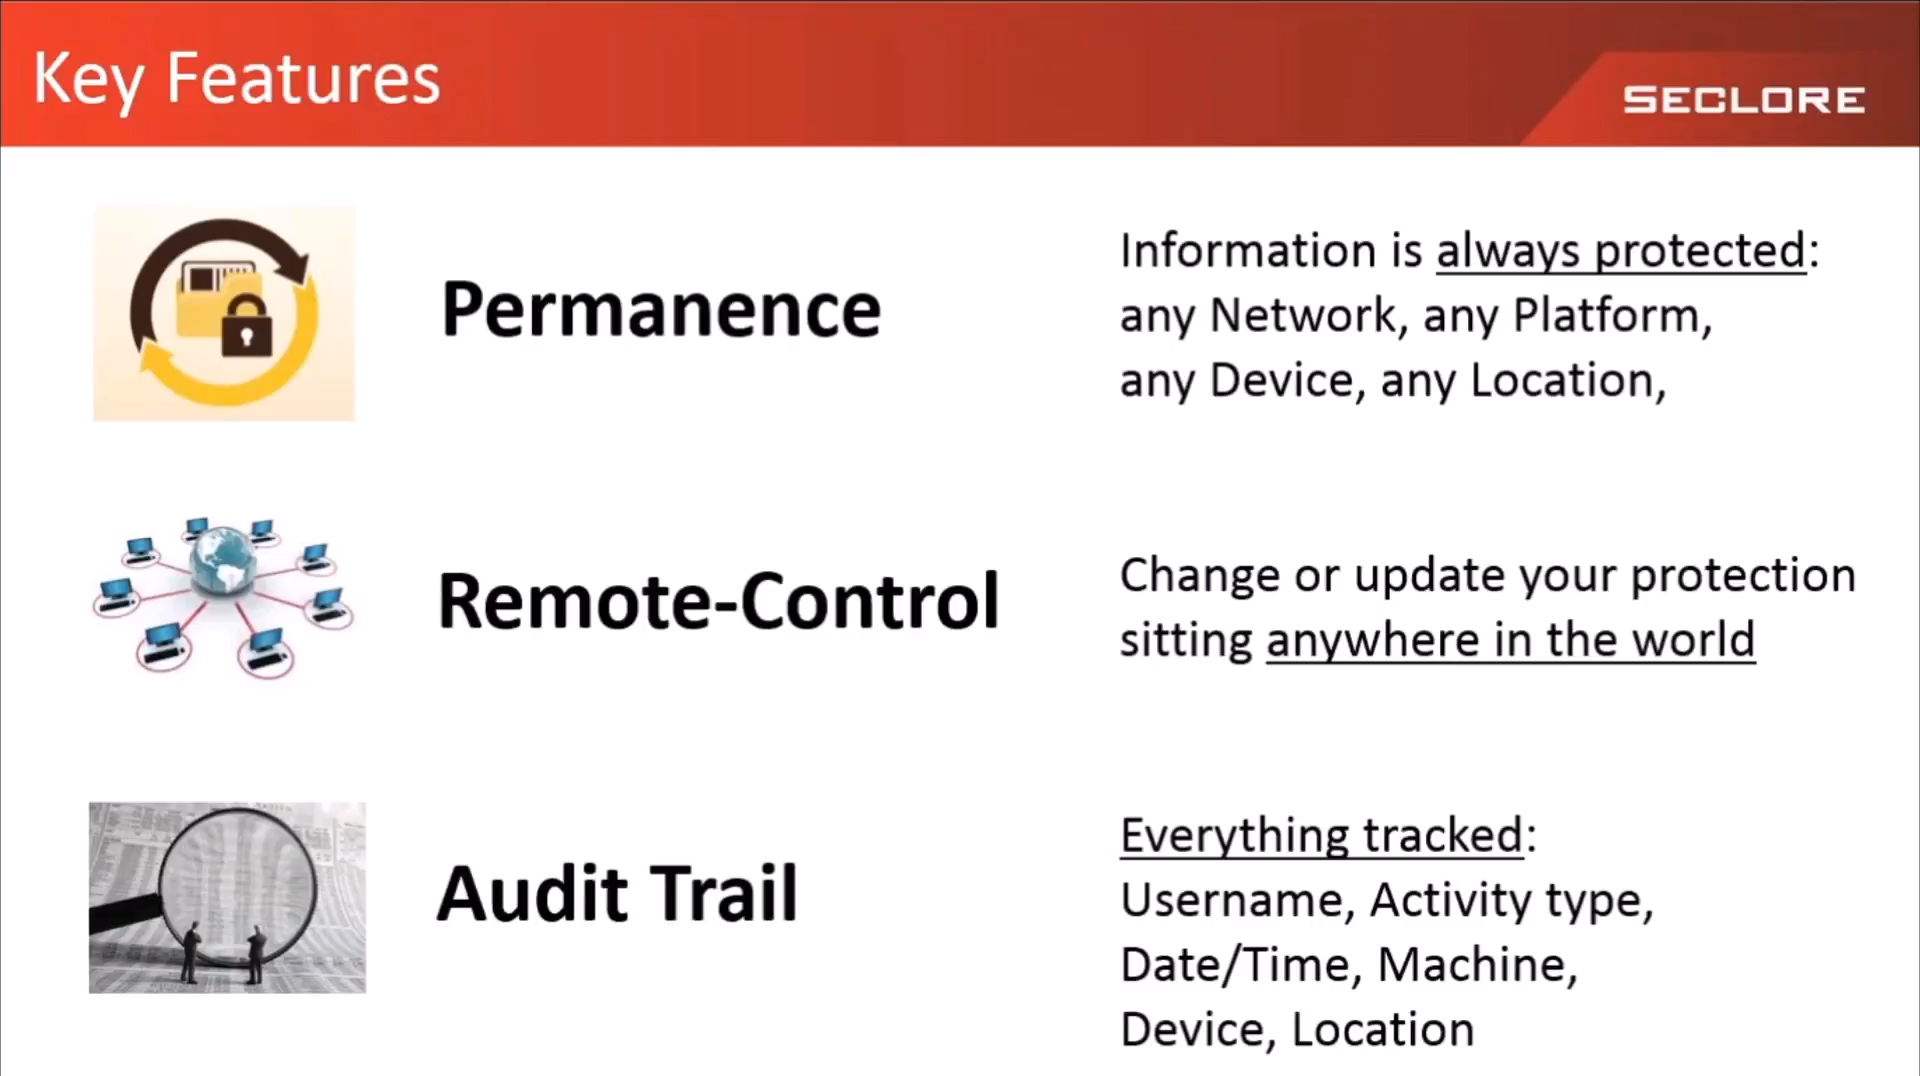 Key Features
SECLORE
Permanence
Information is always protected:
any Network, any Platform,
any Device, any Location,
Remote-Control
Change or update your protection
sitting anywhere in the world
Audit Trail
Everything tracked:
Username, Activity type,
Date/Time, Machine,
Device, Location